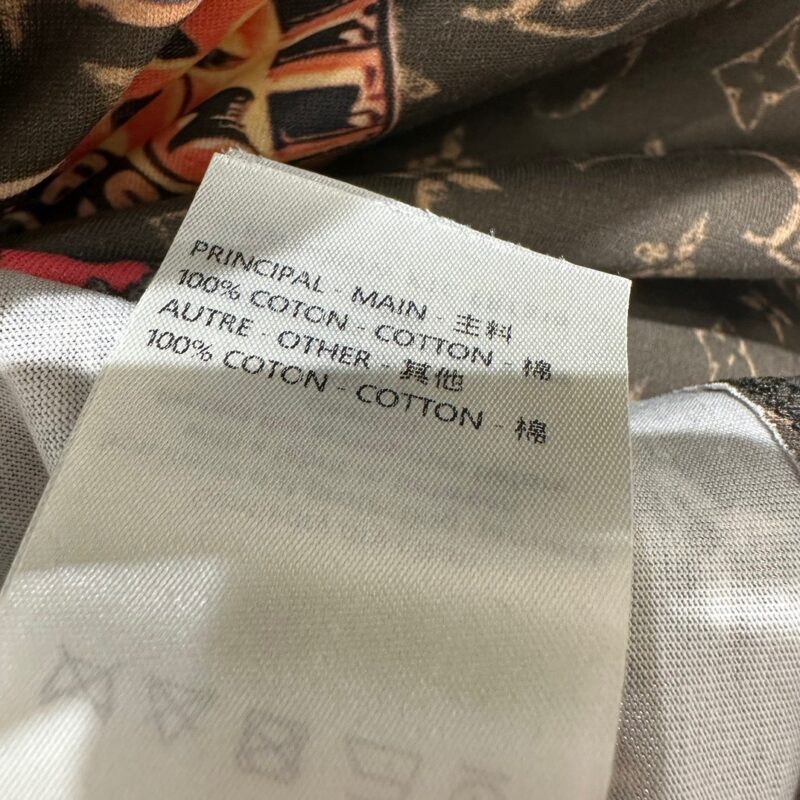 PRINCIPAL - MAIN - 主料
100% COTON - COTTON - 棉
AUTRE - OTHER - 其他
100% COTON - COTTON - 棉